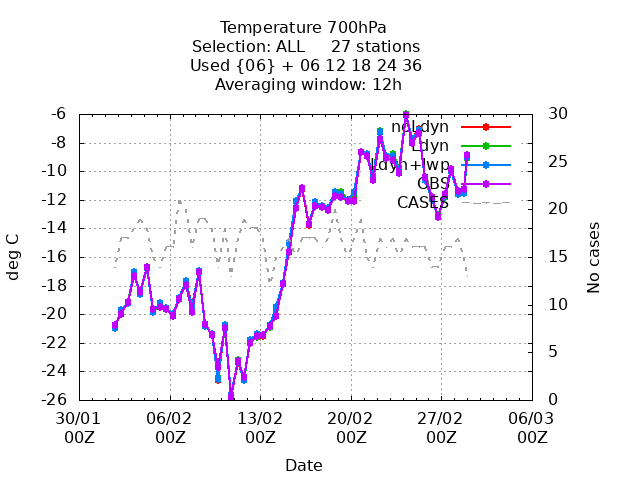 Temperature 700hPa
Selection: ALL 27 stations
Used {06} + 06 12 18 24 36
Averaging window: 12h
-6
-8
-10
-12
-14
-16
-18
-20
-22
-24
-26
deg C
30
25
20
15
10
5
0
No cases
noLdyn
Ldyn
Ldyn+lwp
OBS
CASES
30/01 06/02 13/02 20/02 27/02 06/03
00Z 00Z 00Z 00Z 00Z 00Z
Date